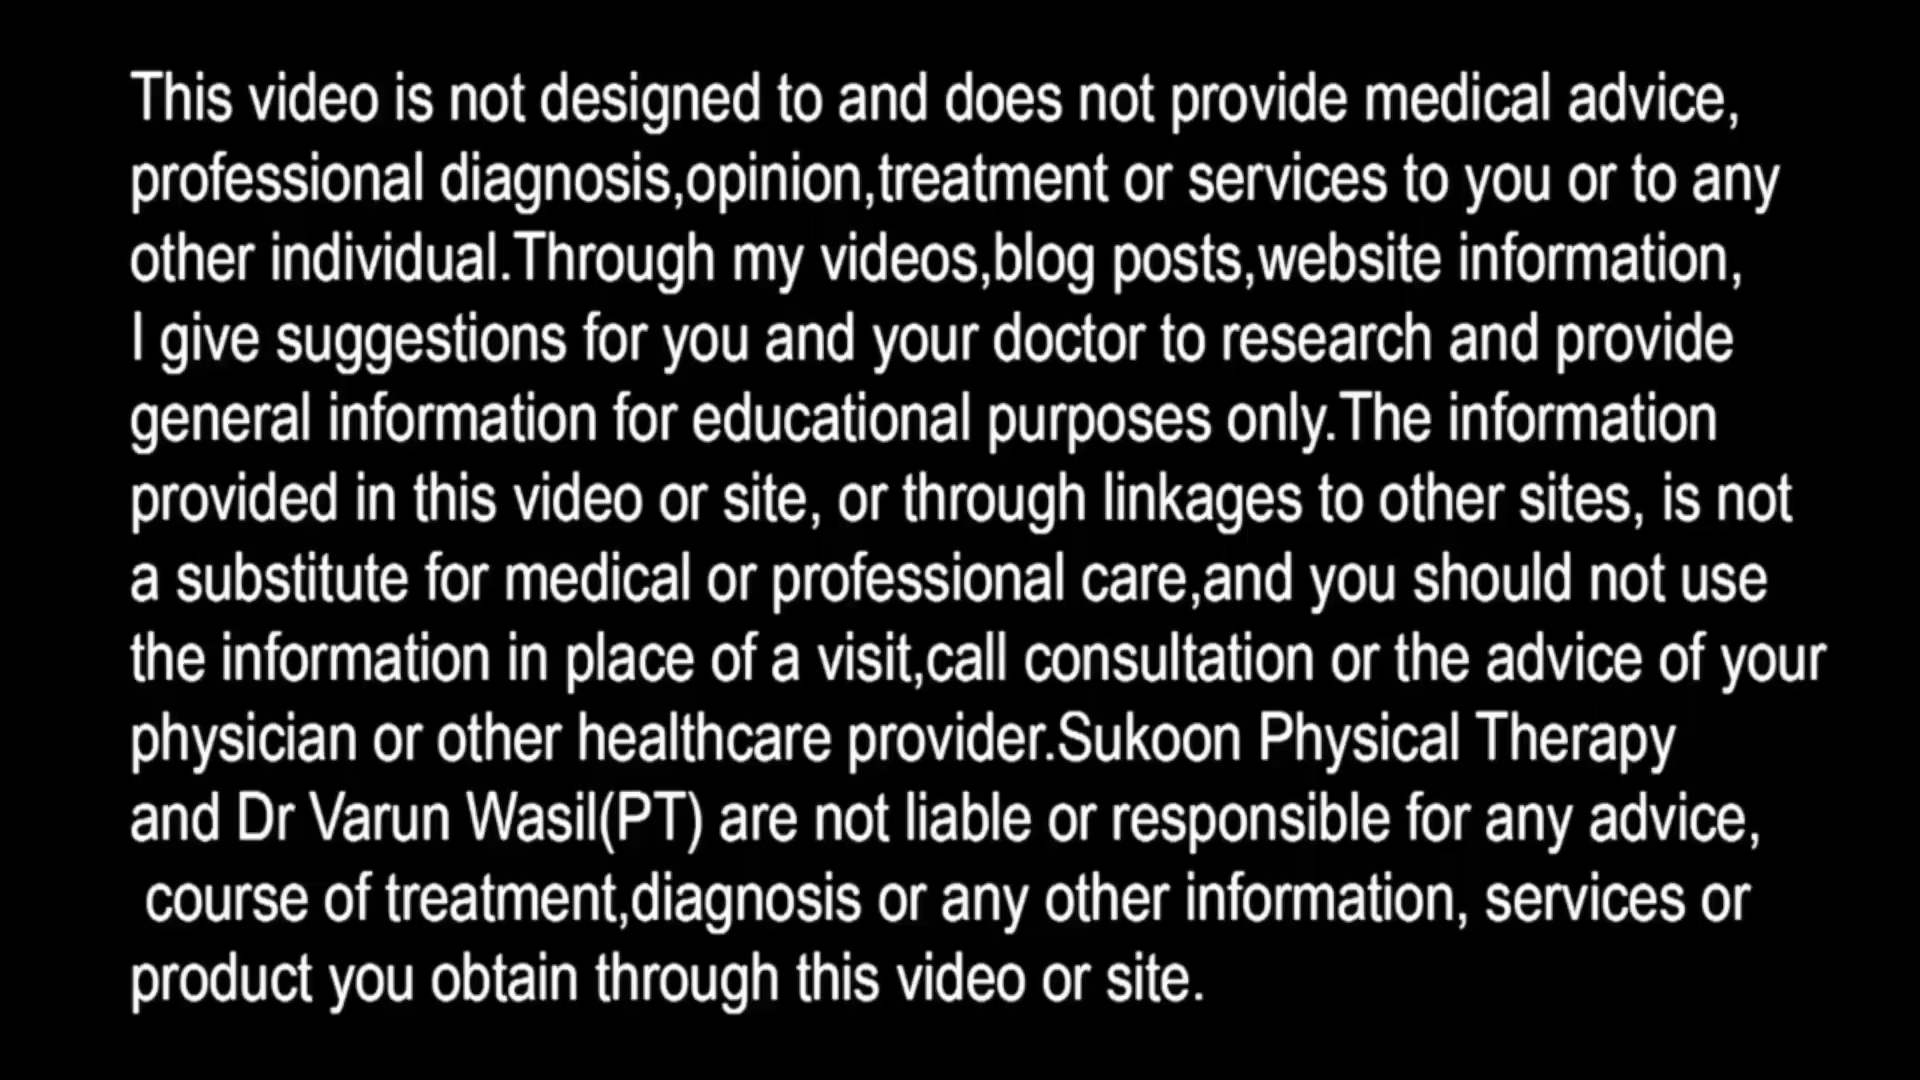 This video is not designed to and does not provide medical advice,
professional diagnosis,opinion,treatment or services to you or to any
other individual.Through my videos,blog posts,website information,
I give suggestions for you and your doctor to research and provide
general information for educational purposes only.The information
provided in this video or site, or through linkages to other sites, is not
a substitute for medical or professional care,and you should not use
the information in place of a visit,call consultation or the advice of your
physician or other healthcare provider.Sukoon Physical Therapy
and Dr Varun Wasil(PT) are not liable or responsible for any advice,
course of treatment,diagnosis or any other information, services or
product you obtain through this video or site.